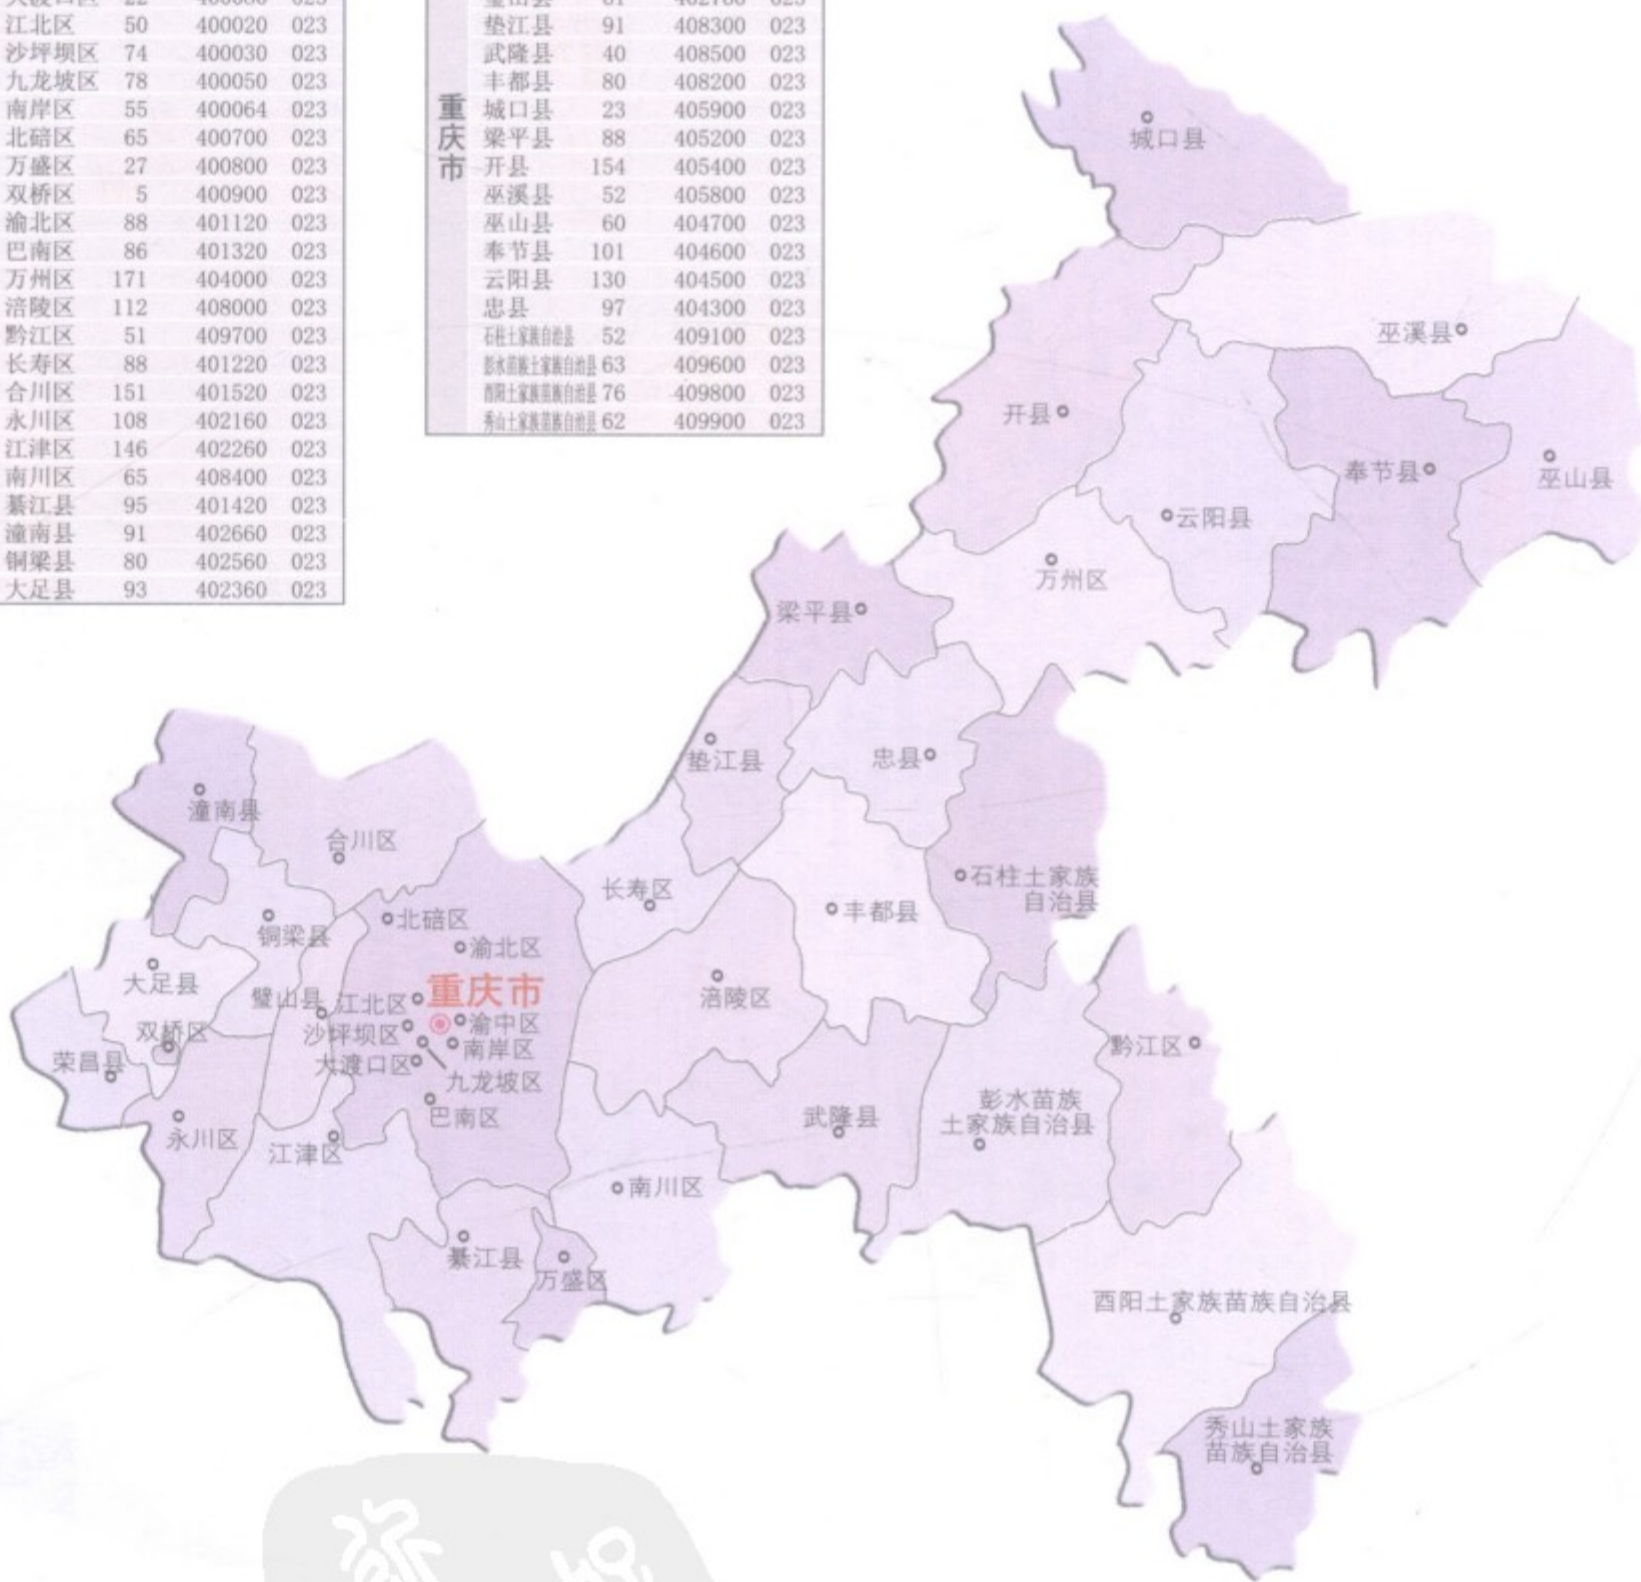 大渡口区 22 400080 023
江北区 50 400020 023
沙坪坝区 74 400030 023
九龙坡区 78 400050 023
南岸区 55 400064 023
北碚区 65 400700 023
万盛区 27 400800 023
双桥区 5 400900 023
渝北区 88 401120 023
巴南区 86 401320 023
万州区 171 404000 023
涪陵区 112 408000 023
黔江区 51 409700 023
长寿区 88 401220 023
合川区 151 401520 023
永川区 108 402160 023
江津区 146 402260 023
南川区 65 408400 023
綦江县 95 401420 023
潼南县 91 402660 023
铜梁县 80 402560 023
大足县 93 402360 023
重庆市
023
垫江县 91 408300 023
武隆县 40 408500 023
丰都县 80 408200 023
城口县 23 405900 023
梁平县 88 405200 023
开县 154 405400 023
巫溪县 52 405800 023
巫山县 60 404700 023
奉节县 101 404600 023
云阳县 130 404500 023
忠县 97 404300 023
石柱土家族自治县 52 409100 023
彭水苗族土家族自治县 63 409600 023
酉阳土家族苗族自治县 76 409800 023
秀山土家族苗族自治县 62 409900 023
城口县
巫溪县
开县
奉节县
巫山县
云阳县
万州区
梁平县
垫江县
忠县
潼南县
合川区
长寿区
石柱土家族
自治县
丰都县
北碚区
铜梁县
渝北区
大足县
重庆市
璧山县
江北区
涪陵区
双桥区
沙坪坝区
渝中区
南岸区
黔江区
荣昌县
大渡口区
九龙坡区
巴南区
武隆县
彭水苗族
土家族自治县
永川区
江津区
南川区
綦江县
万盛区
酉阳土家族苗族自治县
秀山土家族
苗族自治县